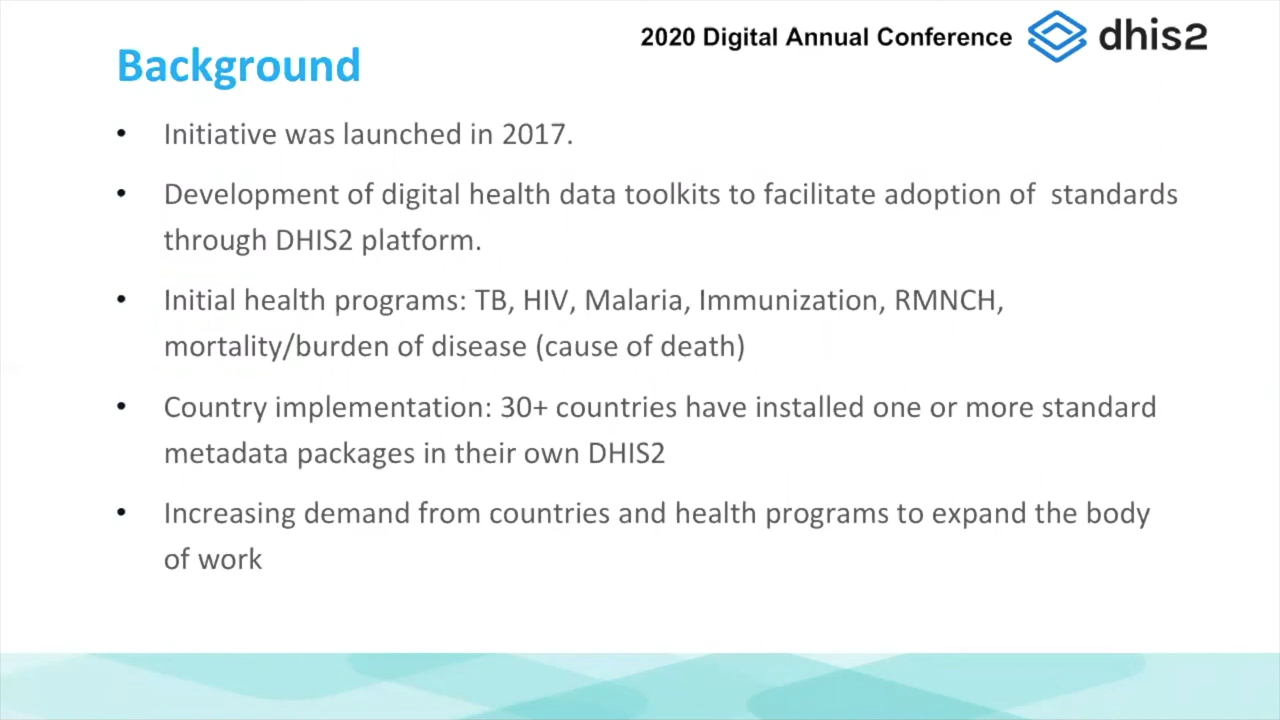 2020 Digital Annual Conference dhis2
Background
• Initiative was launched in 2017.
• Development of digital health data toolkits to facilitate adoption of standards
through DHIS2 platform.
• Initial health programs: TB, HIV, Malaria, Immunization, RMNCH,
mortality/burden of disease (cause of death)
• Country implementation: 30+ countries have installed one or more standard
metadata packages in their own DHIS2
• Increasing demand from countries and health programs to expand the body
of work